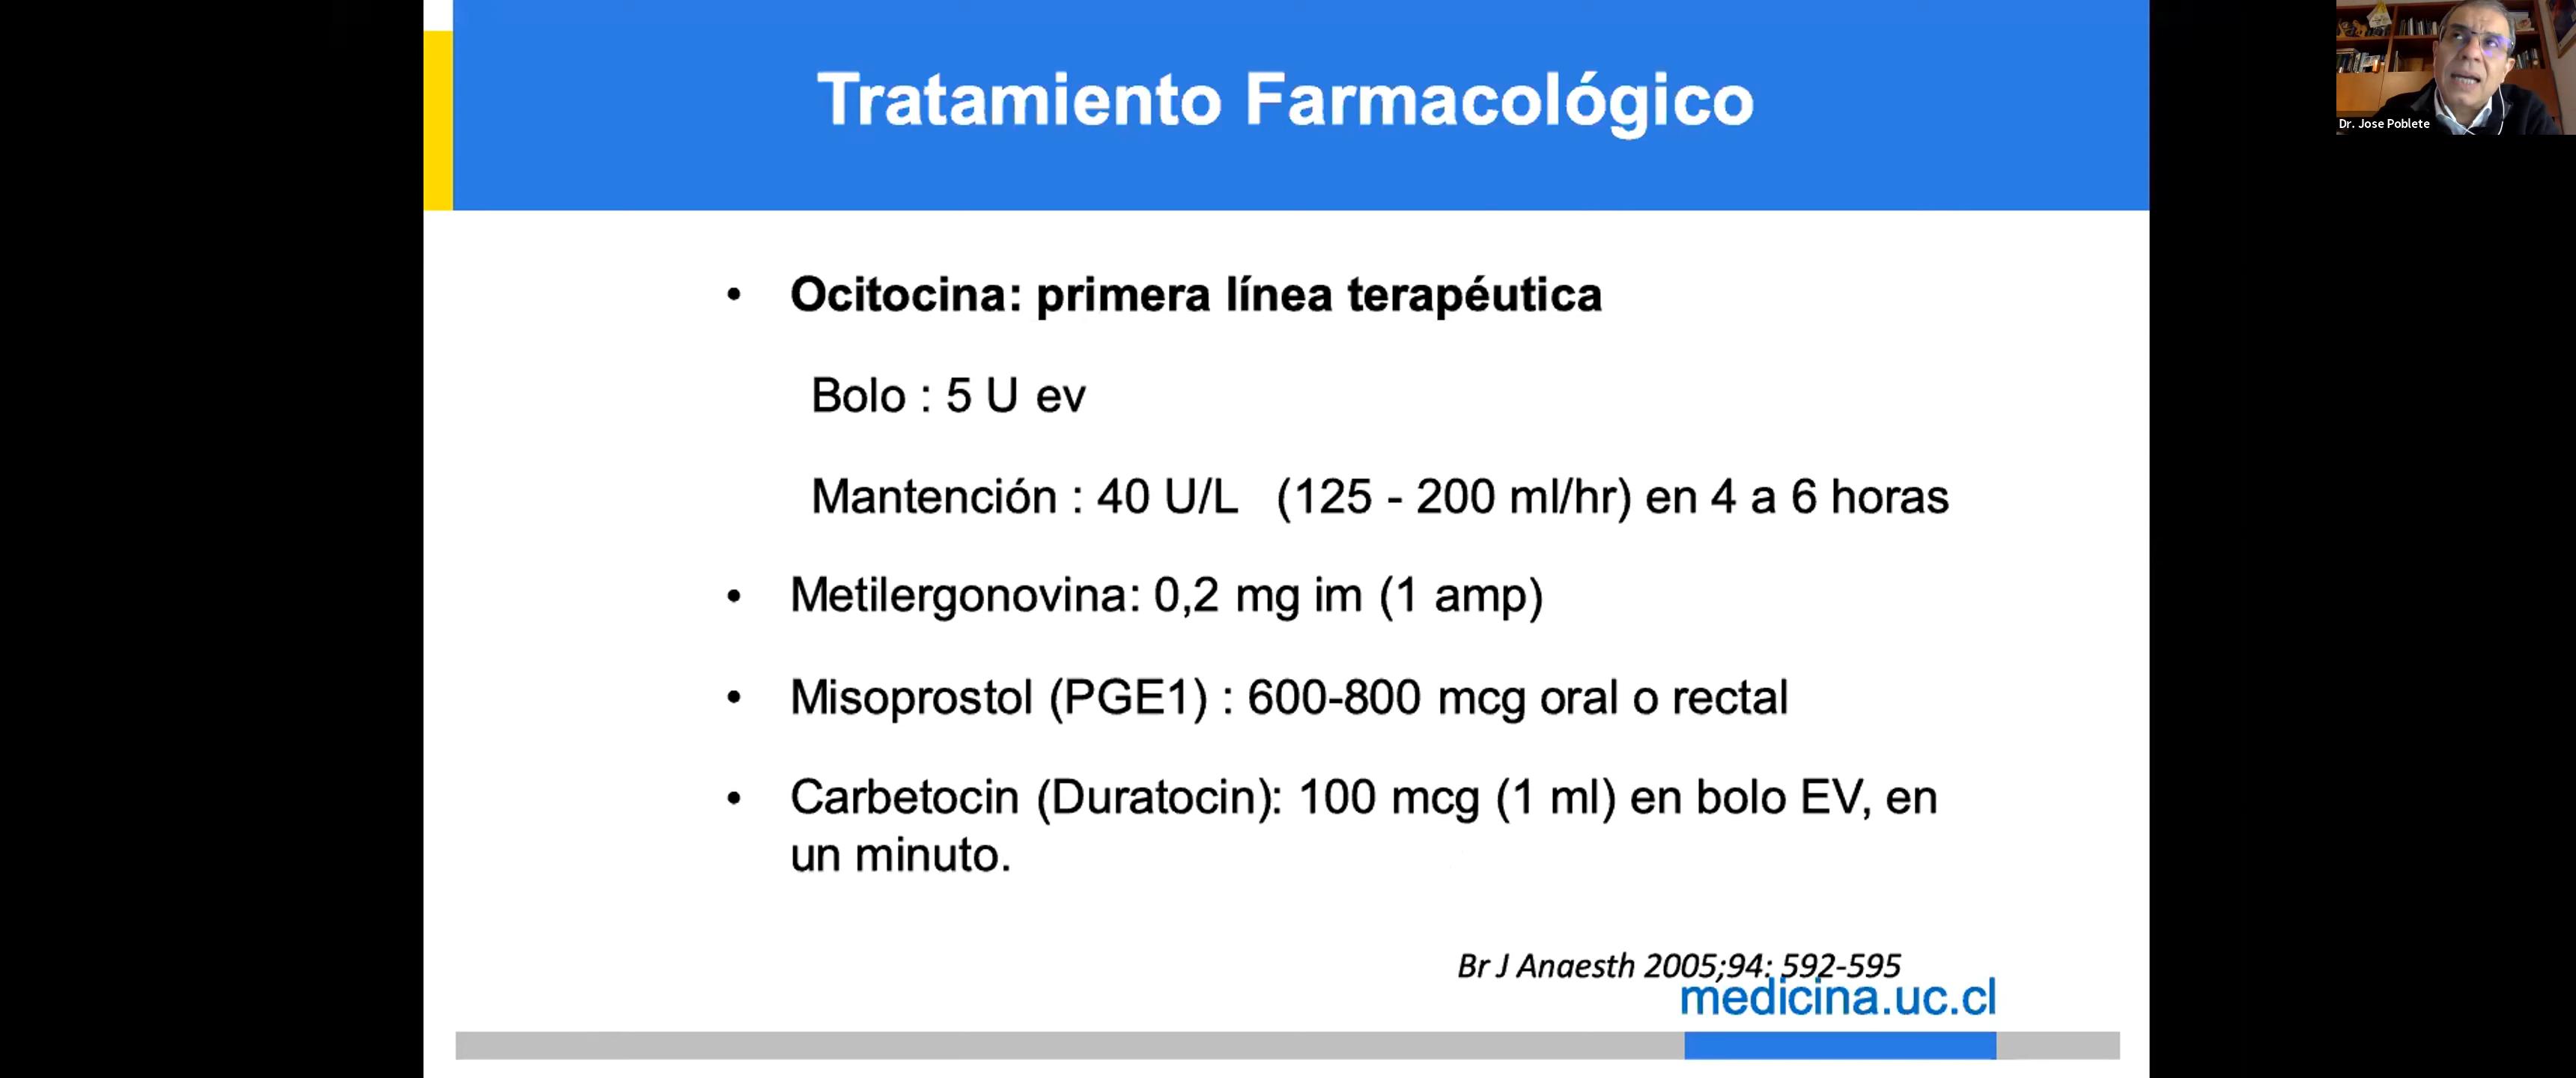 Tratamiento Farmacológico
Dr. Jose Poblete
• Ocitocina: primera línea terapéutica
Bolo : 5 U ev
Mantención : 40 U/L (125 - 200 ml/hr) en 4 a 6 horas
• Metilergonovina: 0,2 mg im (1 amp)
• Misoprostol (PGE1) : 600-800 mcg oral o rectal
• Carbetocin (Duratocin): 100 mcg (1 ml) en bolo EV, en
un minuto.
Br J Anaesth 2005;94: 592-595
medicina.uc.cl